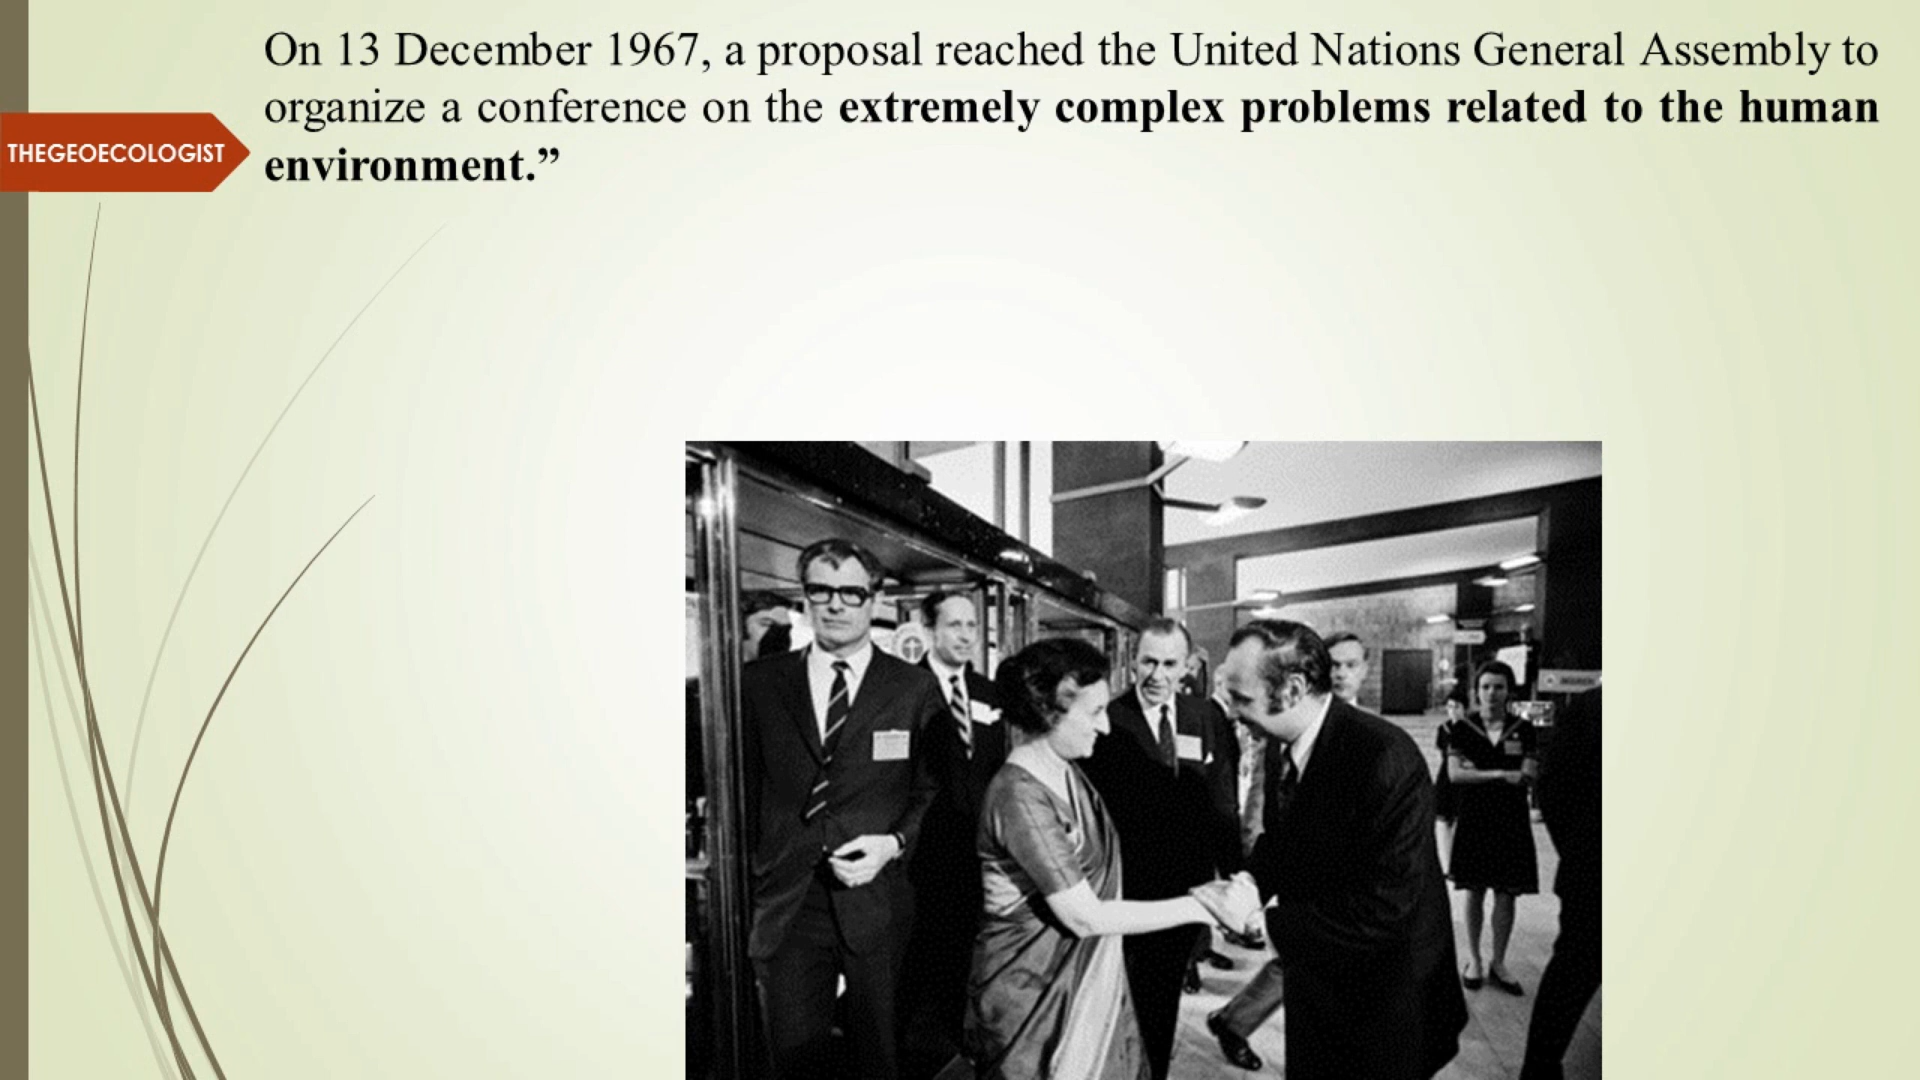 On 13 December 1967, a proposal reached the United Nations General Assembly to
organize a conference on the extremely complex problems related to the human
environment.”
THEGEOECOLOGIST